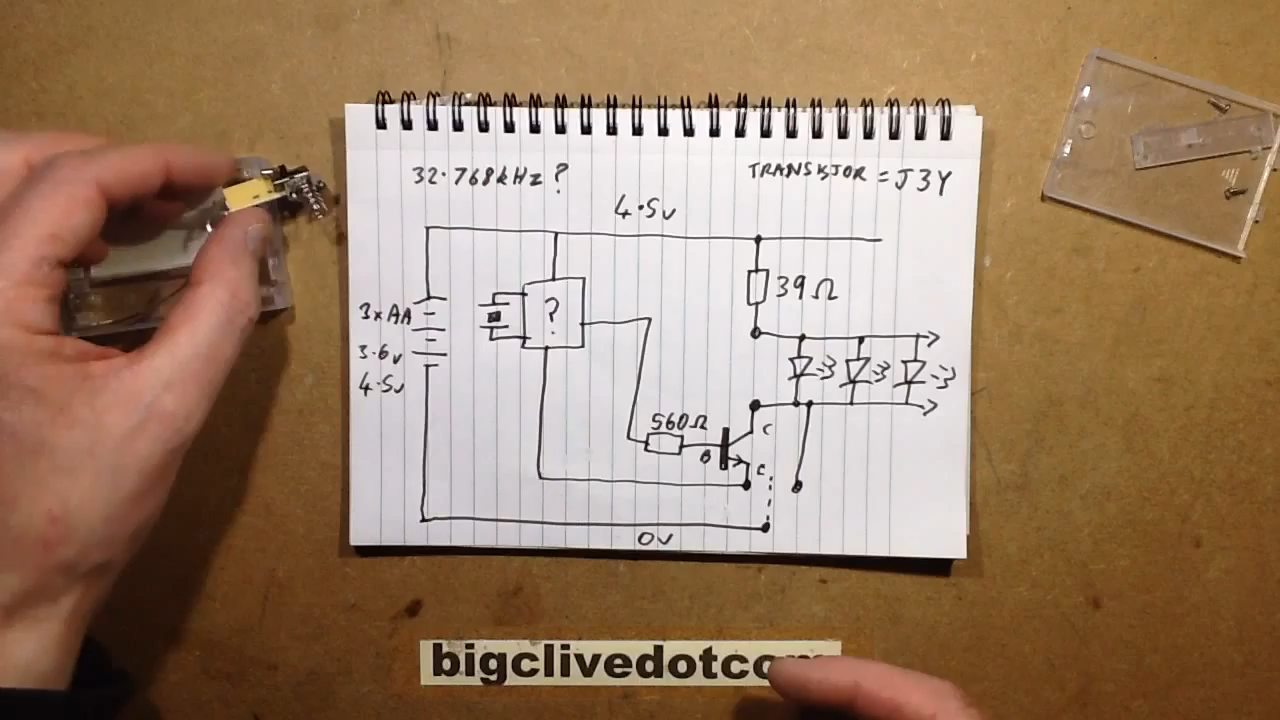 32.768kHz?
TRANSISTOR = J3Y
4.5v
39Ω
3xAA
?
3.6v
4.5v
560Ω
C
B
E
0v
bigclivedotcom